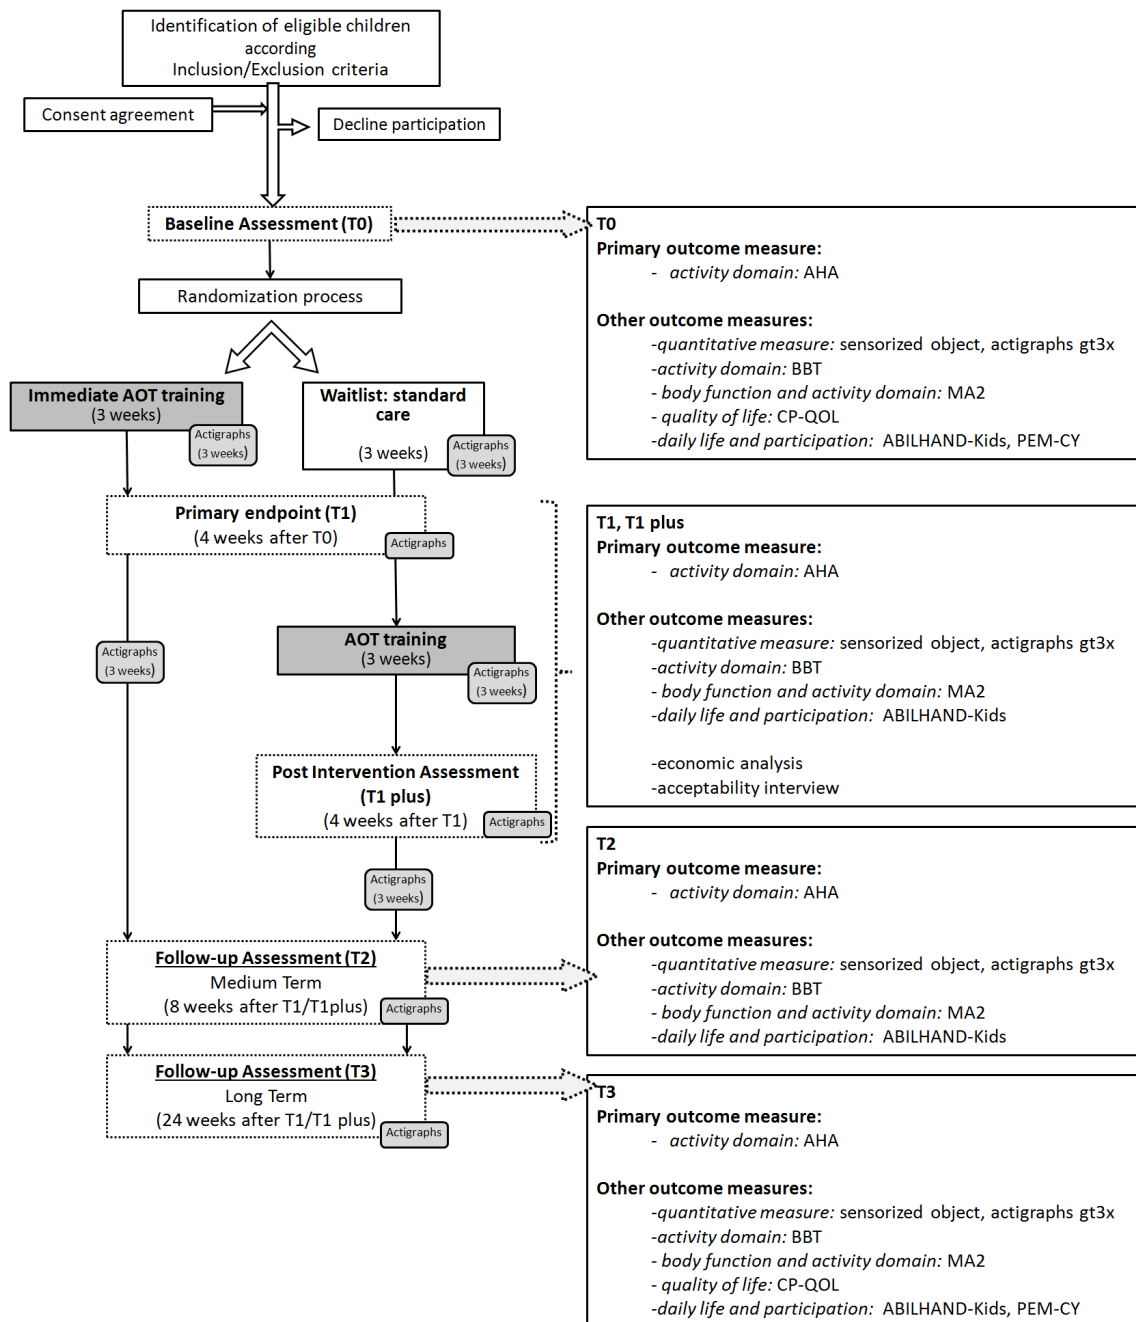 Identification of eligible children
according
Inclusion/Exclusion criteria
Consent agreement
Decline participation
Baseline Assessment (T0)
Randomization process
Immediate AOT training
(3 weeks)
Actigraphs
(3 weeks)
Waitlist: standard
care
(3 weeks)
Actigraphs
(3 weeks)
Primary endpoint (T1)
(4 weeks after T0)
Actigraphs
Actigraphs
(3 weeks)
AOT training
(3 weeks)
Actigraphs
(3 weeks)
Post Intervention Assessment
(T1 plus)
(4 weeks after T1)
Actigraphs
Actigraphs
(3 weeks)
Follow-up Assessment (T2)
Medium Term
(8 weeks after T1/T1plus)
Actigraphs
Follow-up Assessment (T3)
Long Term
(24 weeks after T1/T1 plus)
Actigraphs
T0
Primary outcome measure:
- activity domain: AHA
Other outcome measures:
-quantitative measure: sensorized object, actigraphs gt3x
-activity domain: BBT
- body function and activity domain: MA2
- quality of life: CP-QOL
-daily life and participation: ABILHAND-Kids, PEM-CY
T1, T1 plus
Primary outcome measure:
- activity domain: AHA
Other outcome measures:
-quantitative measure: sensorized object, actigraphs gt3x
-activity domain: BBT
- body function and activity domain: MA2
-daily life and participation: ABILHAND-Kids
-economic analysis
-acceptability interview
T2
Primary outcome measure:
- activity domain: AHA
Other outcome measures:
-quantitative measure: sensorized object, actigraphs gt3x
-activity domain: BBT
- body function and activity domain: MA2
-daily life and participation: ABILHAND-Kids
T3
Primary outcome measure:
- activity domain: AHA
Other outcome measures:
-quantitative measure: sensorized object, actigraphs gt3x
-activity domain: BBT
- body function and activity domain: MA2
- quality of life: CP-QOL
-daily life and participation: ABILHAND-Kids, PEM-CY